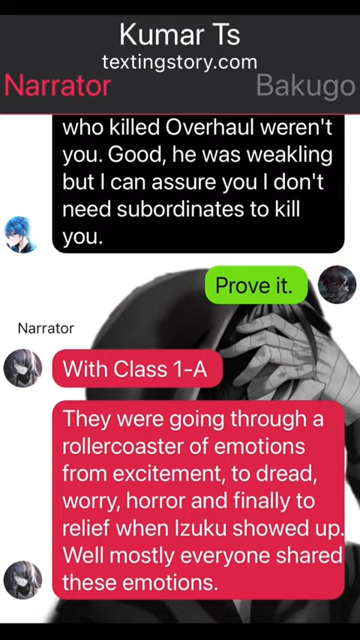 Kumar Ts
textingstory.com
Narrator
Bakugo
who killed Overhaul weren't
you. Good, he was weakling
but I can assure you I don't
need subordinates to kill
you.
Prove it.
Narrator
With Class 1-A
They were going through a
rollercoaster of emotions
from excitement, to dread,
worry, horror and finally to
relief when Izuku showed up.
Well mostly everyone shared
these emotions.